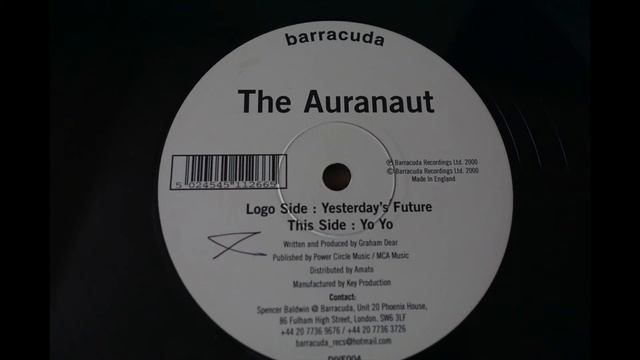 barracuda
The Auranaut
℗ Barracuda Recordings Ltd. 2000
© Barracuda Recordings Ltd. 2000
Made in England
5 024545 112665
Logo Side : Yesterday's Future
This Side : Yo Yo
Written and Produced by Graham Dear
Published by Power Circle Music / MCA Music
Distributed by Amato
Manufactured by Key Production
Contact:
Spencer Baldwin @ Barracuda, Unit 20 Phoenix House,
86 Fulham High Street, London. SW6 3LF
+44 20 7736 9676 / +44 20 7736 3726
barracuda_recs@hotmail.com
DIVE004